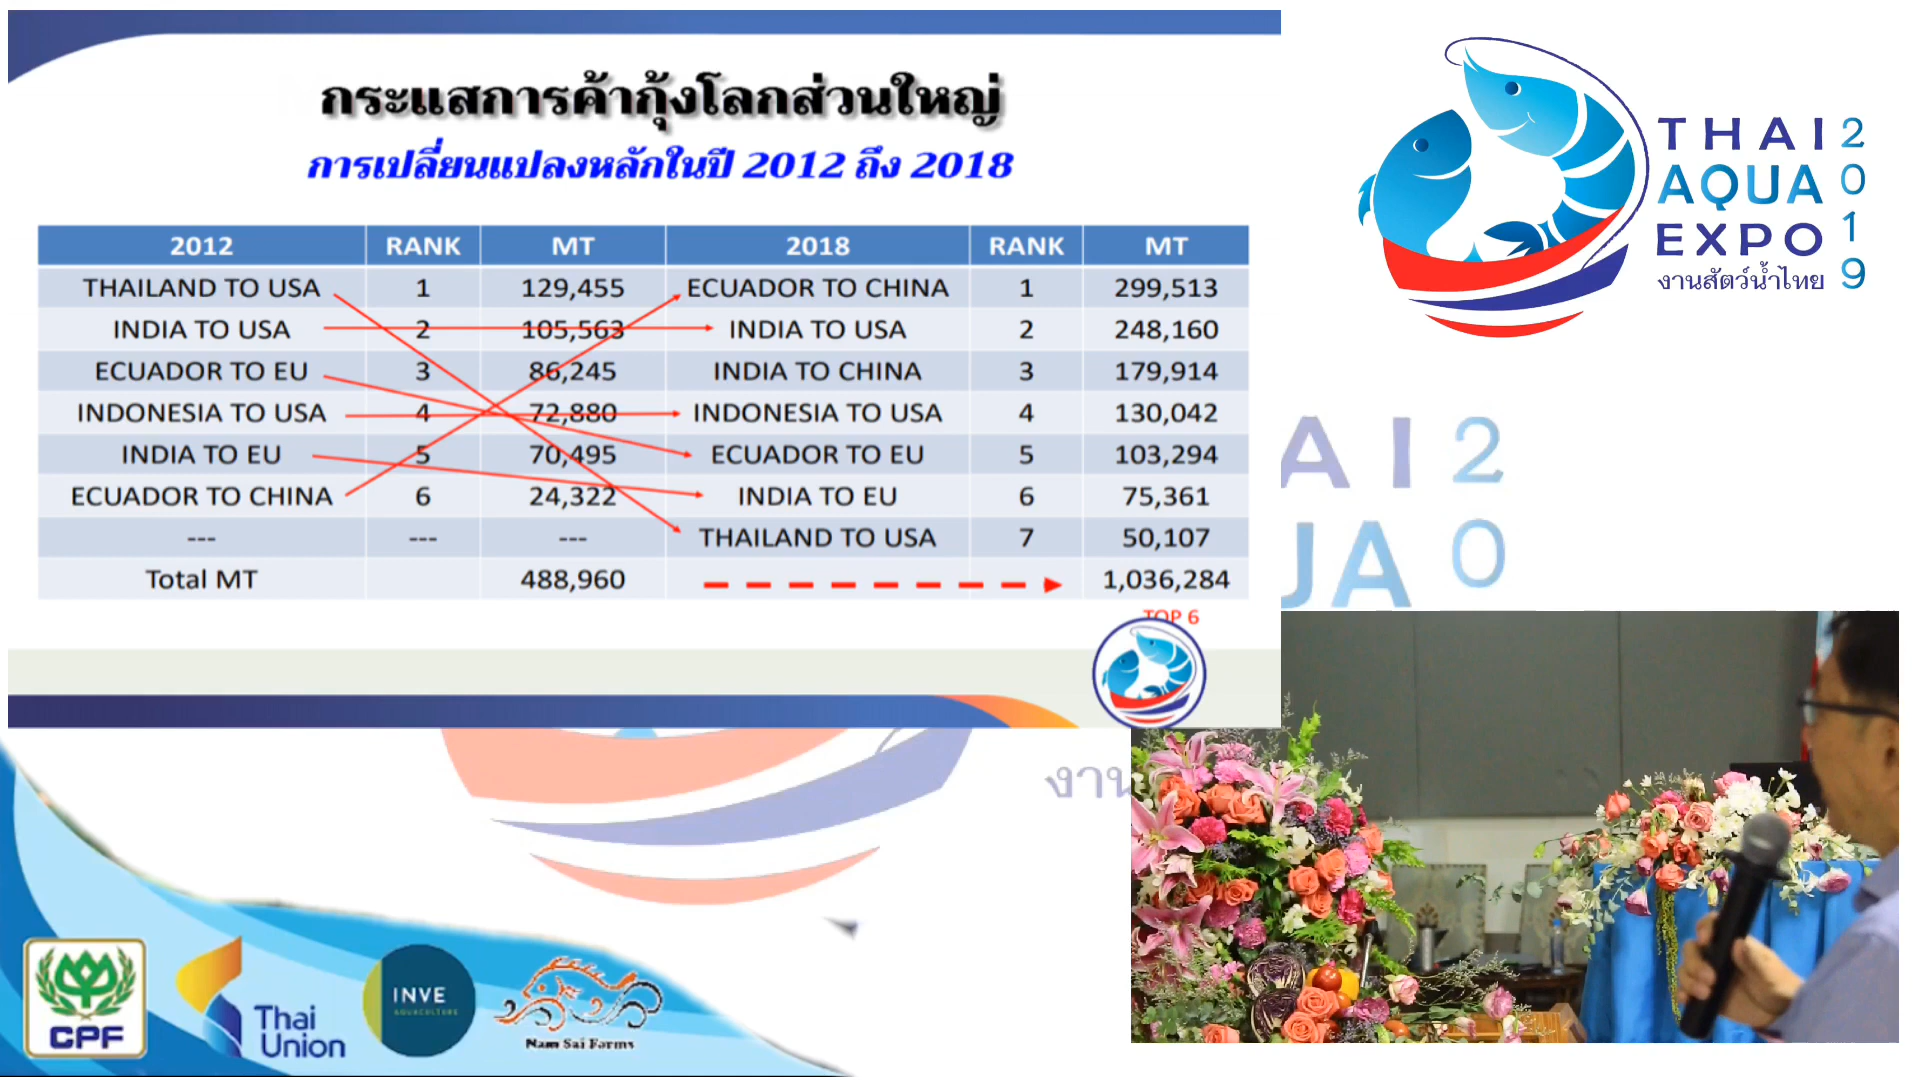 กระแสการค้ากุ้งโลกส่วนใหญ่
การเปลี่ยนแปลงหลักในปี 2012 ถึง 2018
2012 RANK MT 2018 RANK MT
THAILAND TO USA 1 129,455 ECUADOR TO CHINA 1 299,513
INDIA TO USA 2 105,563 INDIA TO USA 2 248,160
ECUADOR TO EU 3 86,245 INDIA TO CHINA 3 179,914
INDONESIA TO USA 4 72,880 INDONESIA TO USA 4 130,042
INDIA TO EU 5 70,495 ECUADOR TO EU 5 103,294
ECUADOR TO CHINA 6 24,322 INDIA TO EU 6 75,361
--- --- --- THAILAND TO USA 7 50,107
Total MT 488,960 1,036,284
TOP 6
THAI
AQUA
EXPO
2019
งานสัตว์น้ำไทย
AI 2
UA 0
งาน
CPF
Thai
Union
INVE
AQUACULTURE
Nam Sai Farms